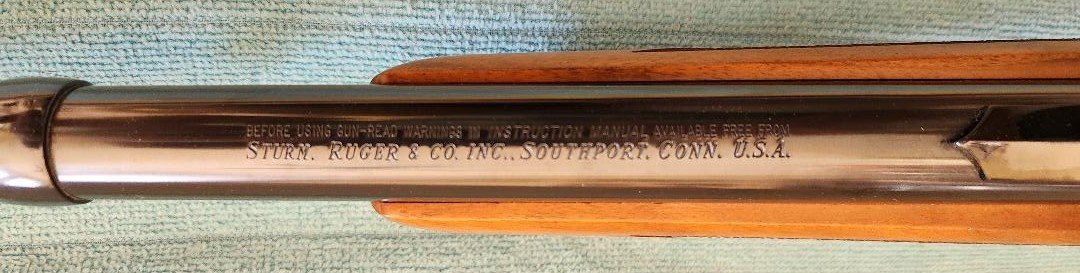 BEFORE USING GUN-READ WARNINGS IN INSTRUCTION MANUAL AVAILABLE FREE FROM
STURM, RUGER & CO. INC., SOUTHPORT, CONN. U.S.A.